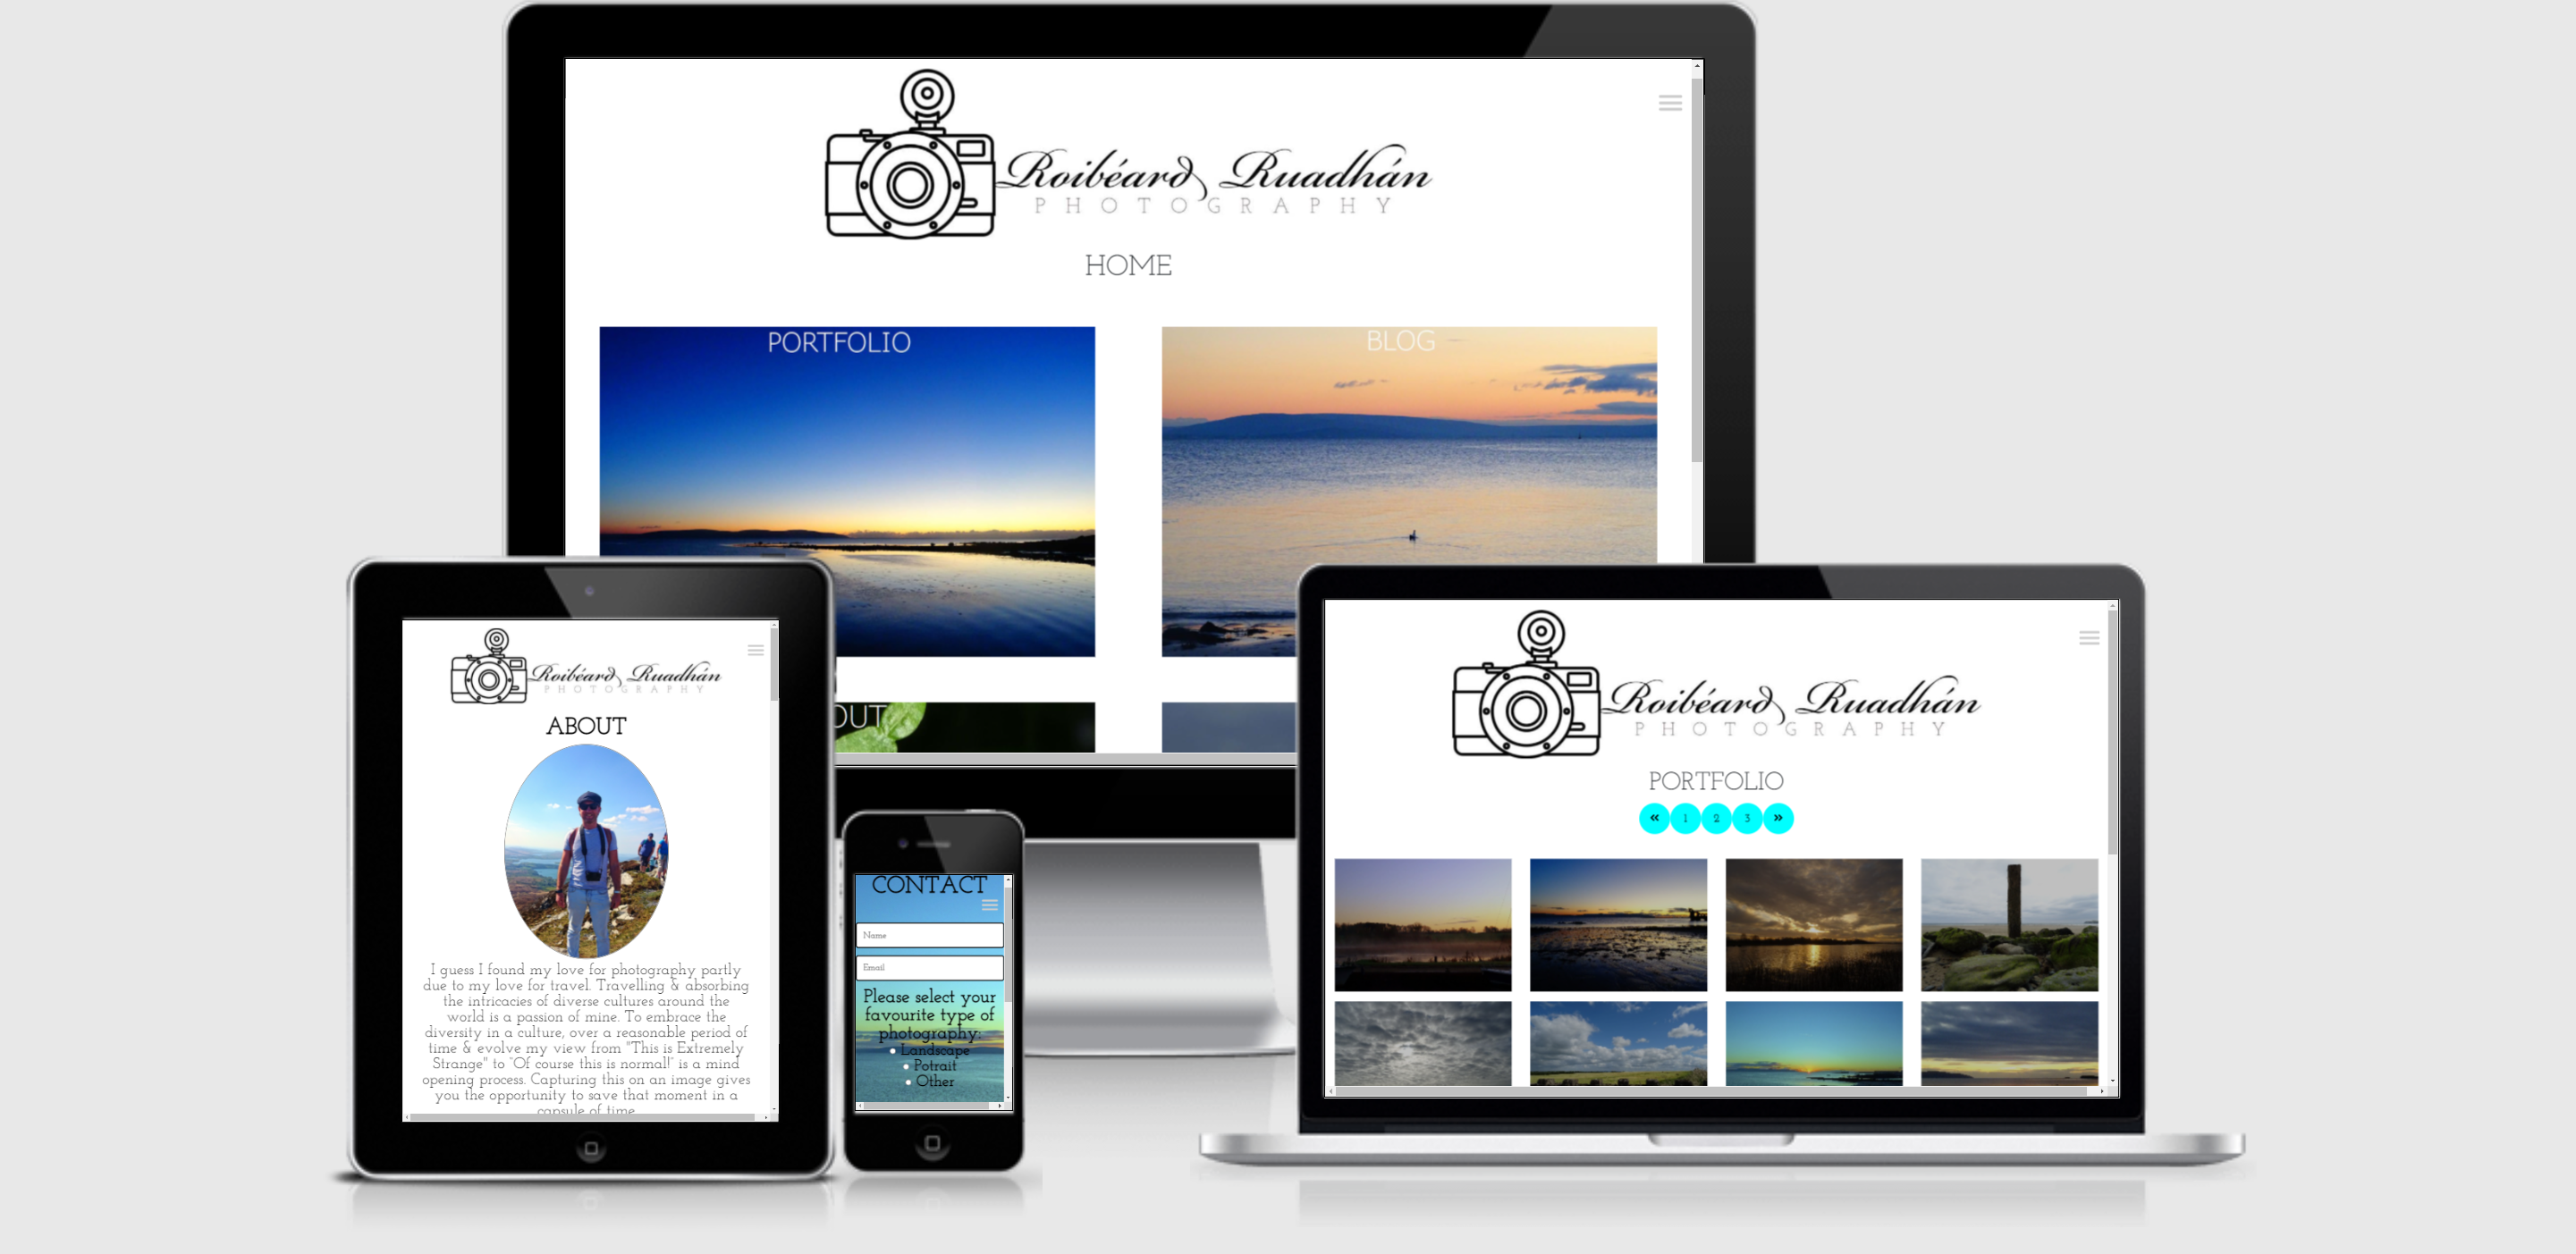 Roibéard Ruadhán
PHOTOGRAPHY
HOME
PORTFOLIO
BLOG
OUT
Roibéard Ruadhán
PHOTOGRAPHY
ABOUT
I guess I found my love for photography partly
due to my love for travel. Travelling & absorbing
the intricacies of diverse cultures around the
world is a passion of mine. To embrace the
diversity in a culture, over a reasonable period of
time & evolve my view from "This is Extremely
Strange" to "Of course this is normal!" is a mind
opening process. Capturing this on an image gives
you the opportunity to save that moment in a
capsule of time
CONTACT
Name
Email
Please select your
favourite type of
photography:
• Landscape
• Potrait
• Other
Roibéard Ruadhán
PHOTOGRAPHY
PORTFOLIO
« 1 2 3 »